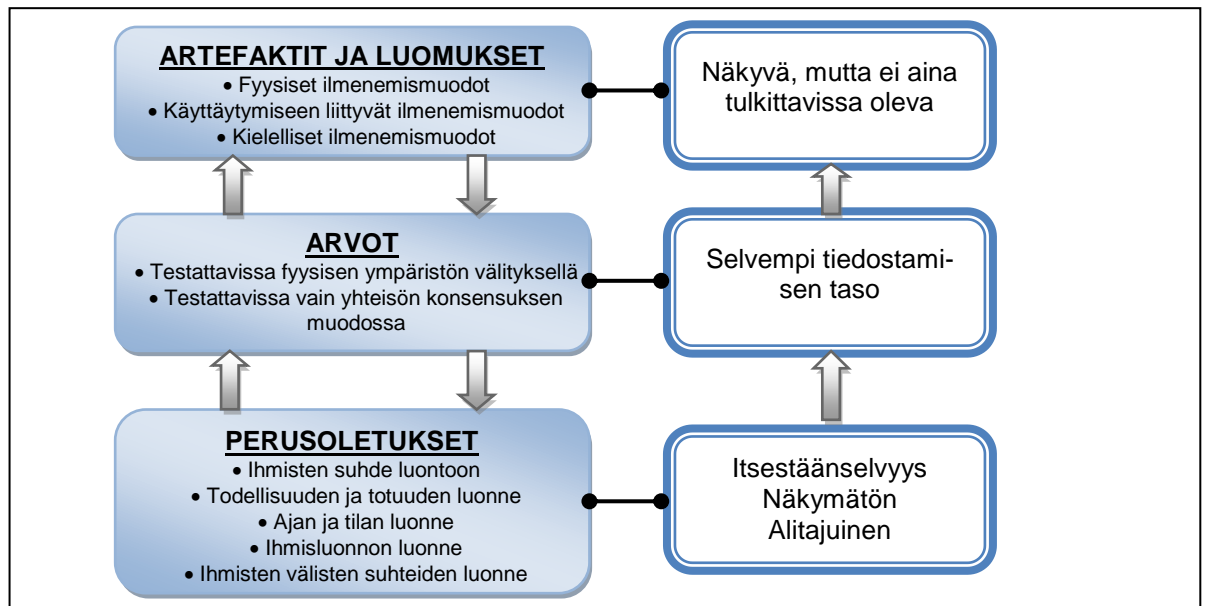 ARTEFAKTIT JA LUOMUKSET
• Fyysiset ilmenemismuodot
• Käyttäytymiseen liittyvät ilmenemismuodot
• Kielelliset ilmenemismuodot
Näkyvä, mutta ei aina
tulkittavissa oleva
ARVOT
• Testattavissa fyysisen ympäristön välityksellä
• Testattavissa vain yhteisön konsensuksen
muodossa
Selvempi tiedostami-
sen taso
PERUSOLETUKSET
• Ihmisten suhde luontoon
• Todellisuuden ja totuuden luonne
• Ajan ja tilan luonne
• Ihmisluonnon luonne
• Ihmisten välisten suhteiden luonne
Itsestäänselvyys
Näkymätön
Alitajuinen